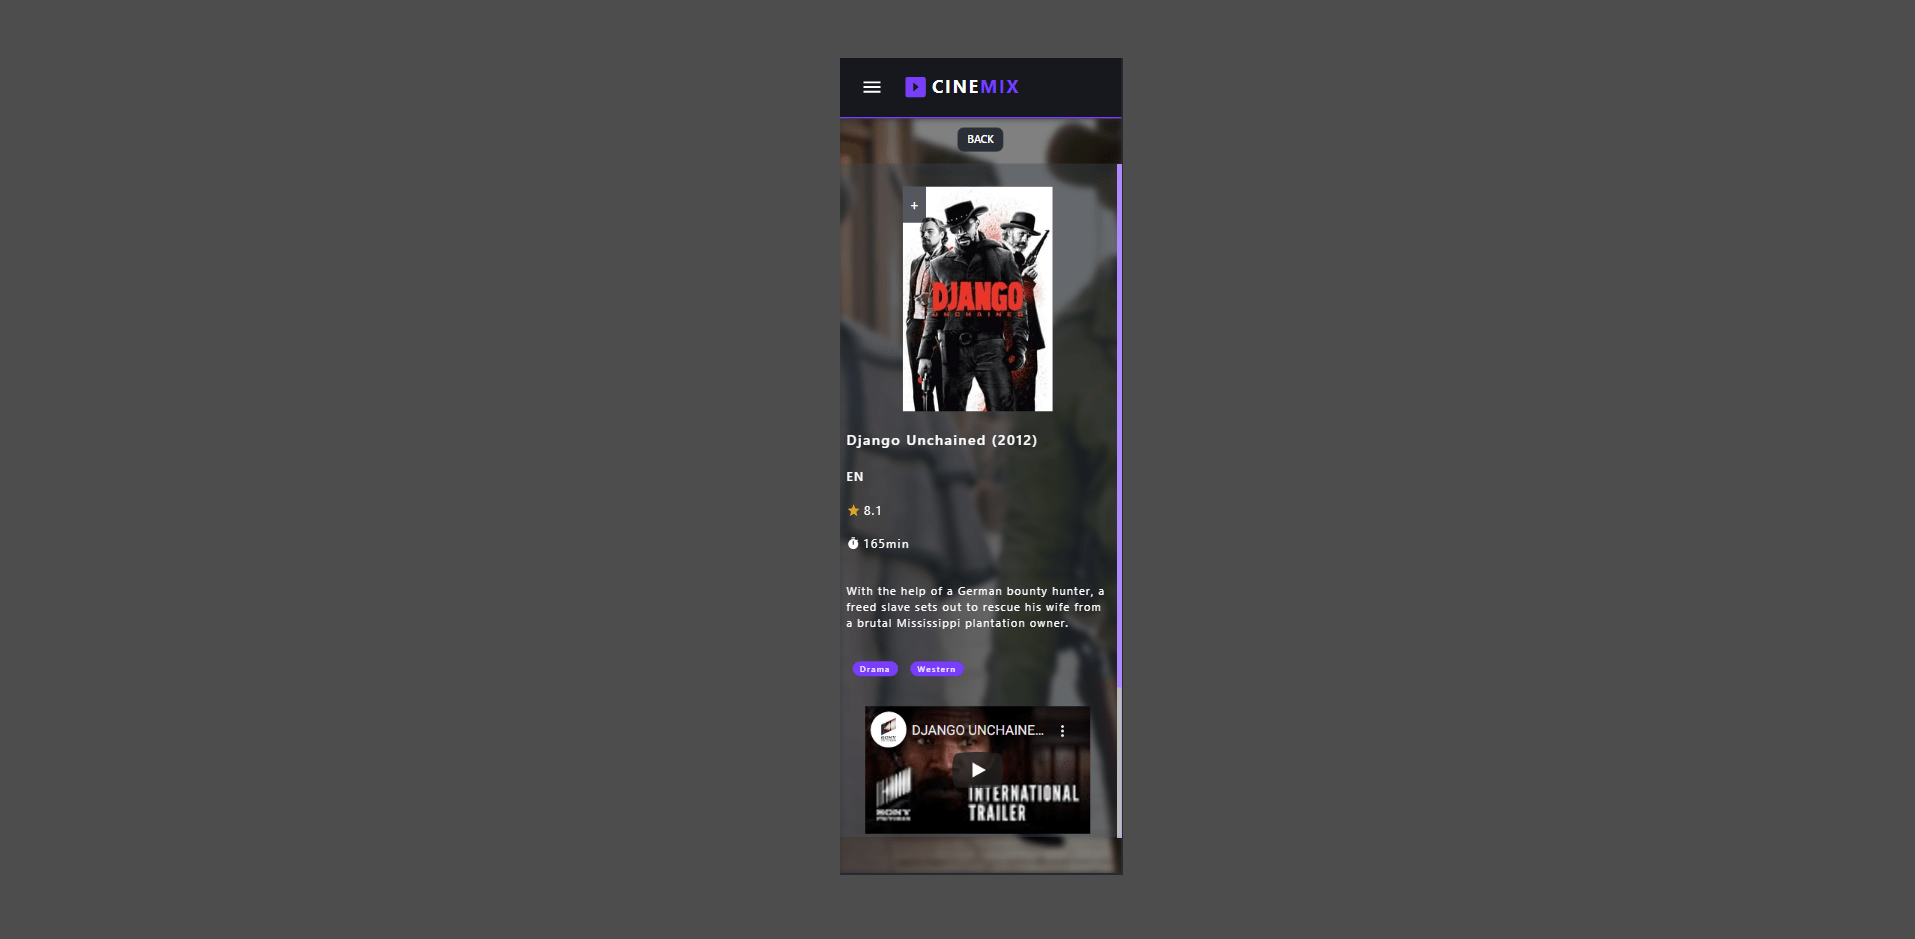 CINEMIX
BACK
+
DJANGO
UNCHAINED
Django Unchained (2012)
EN
8.1
165min
With the help of a German bounty hunter, a
freed slave sets out to rescue his wife from
a brutal Mississippi plantation owner.
Drama Western
DJANGO UNCHAINE...
SONY
INTERNATIONAL
TRAILER
SONY
PICTURES